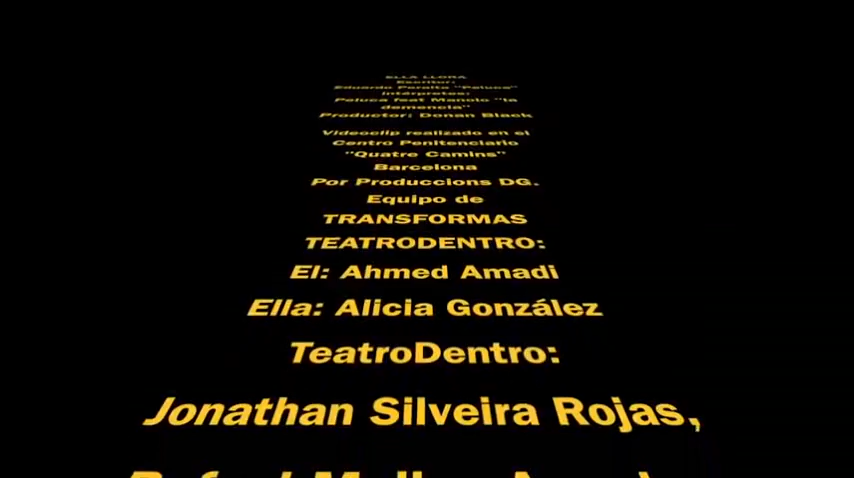 ELLA LLORA
Escritor:
Eduardo Peralta "Peluca"
intérpretes:
Peluca feat Manolo "la
demencia"
Productor: Donan Black
Videoclip realizado en el
Centro Penitenciario
"Quatre Camins"
Barcelona
Por Produccions DG.
Equipo de
TRANSFORMAS
TEATRODENTRO:
El: Ahmed Amadi
Ella: Alicia González
TeatroDentro:
Jonathan Silveira Rojas,